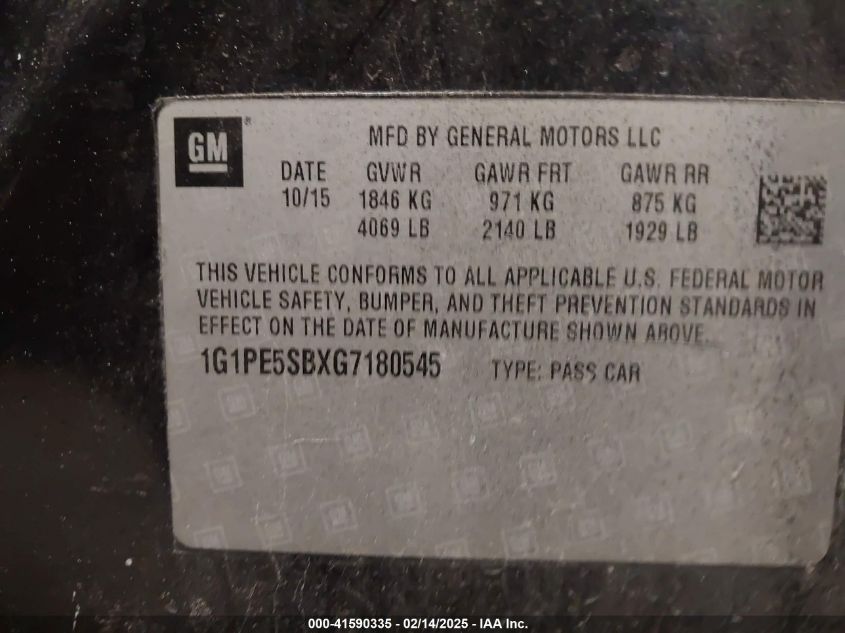 GM
MFD BY GENERAL MOTORS LLC
DATE GVWR GAWR FRT GAWR RR
10/15 1846 KG 971 KG 875 KG
4069 LB 2140 LB 1929 LB
THIS VEHICLE CONFORMS TO ALL APPLICABLE U.S. FEDERAL MOTOR
VEHICLE SAFETY, BUMPER, AND THEFT PREVENTION STANDARDS IN
EFFECT ON THE DATE OF MANUFACTURE SHOWN ABOVE.
1G1PE5SBXG7180545 TYPE: PASS CAR
000-41590335 - 02/14/2025 - IAA Inc.